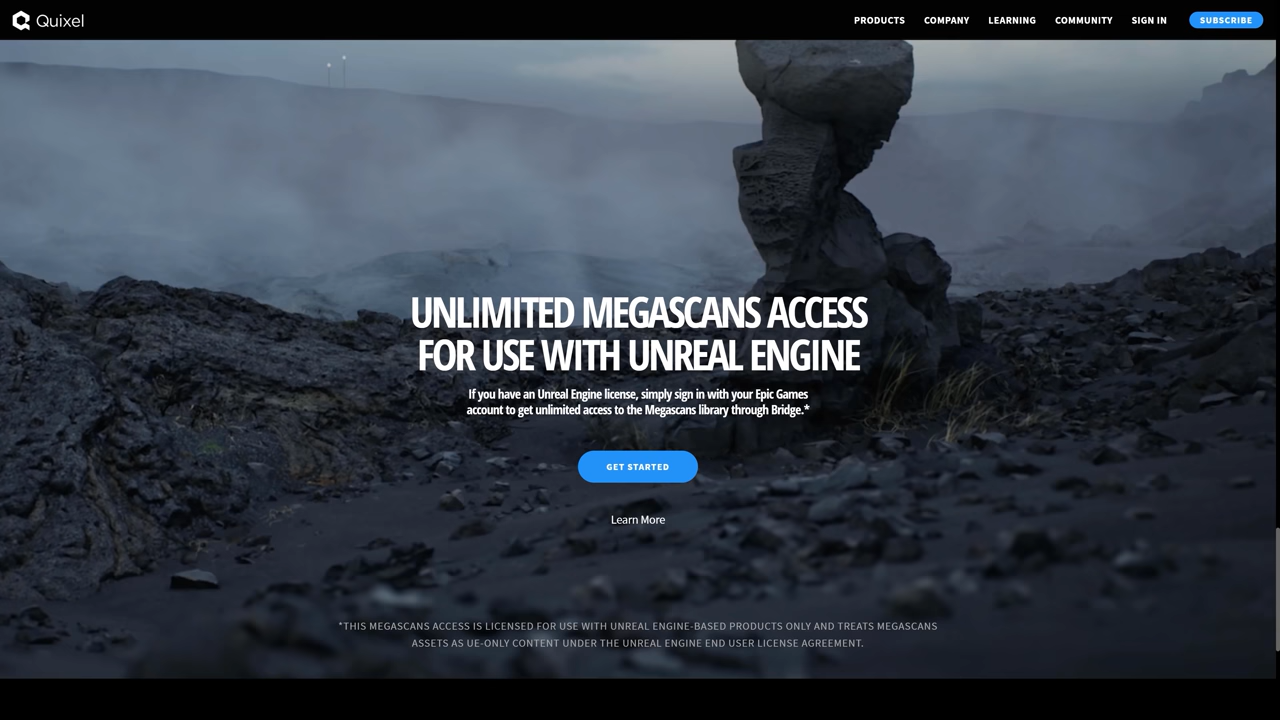 Quixel
PRODUCTS
COMPANY
LEARNING
COMMUNITY
SIGN IN
SUBSCRIBE
UNLIMITED MEGASCANS ACCESS
FOR USE WITH UNREAL ENGINE
If you have an Unreal Engine license, simply sign in with your Epic Games
account to get unlimited access to the Megascans library through Bridge.*
GET STARTED
Learn More
*THIS MEGASCANS ACCESS IS LICENSED FOR USE WITH UNREAL ENGINE-BASED PRODUCTS ONLY AND TREATS MEGASCANS
ASSETS AS UE-ONLY CONTENT UNDER THE UNREAL ENGINE END USER LICENSE AGREEMENT.